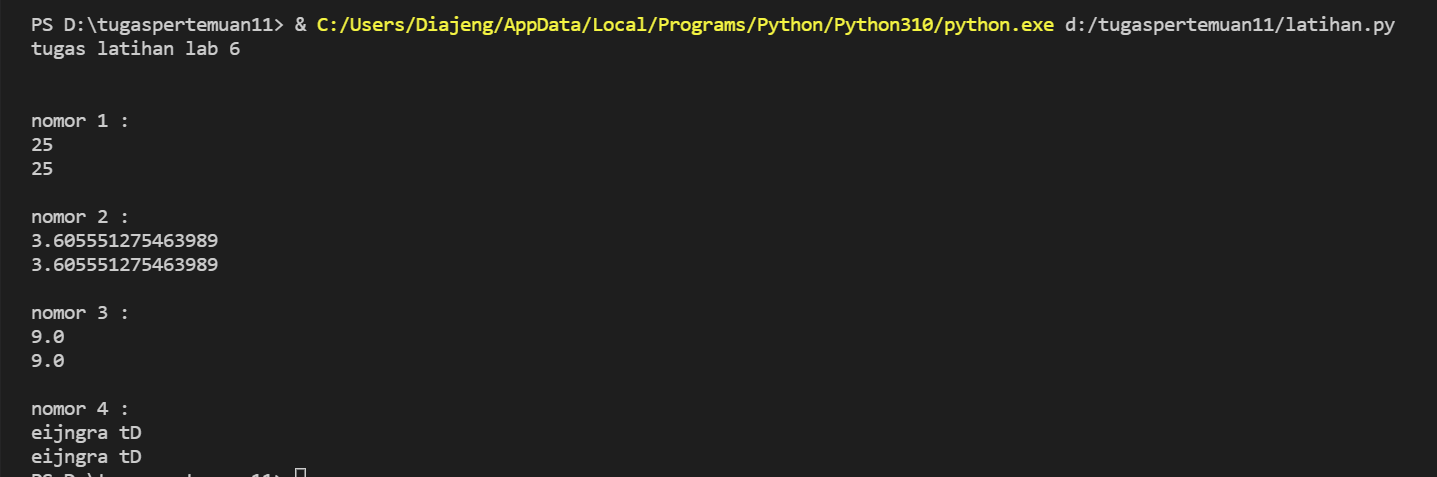 PS D:\tugaspertemuan11> & C:/Users/Diajeng/AppData/Local/Programs/Python/Python310/python.exe d:/tugaspertemuan11/latihan.py
tugas latihan lab 6
nomor 1 :
25
25
nomor 2 :
3.605551275463989
3.605551275463989
nomor 3 :
9.0
9.0
nomor 4 :
eijngra tD
eijngra tD